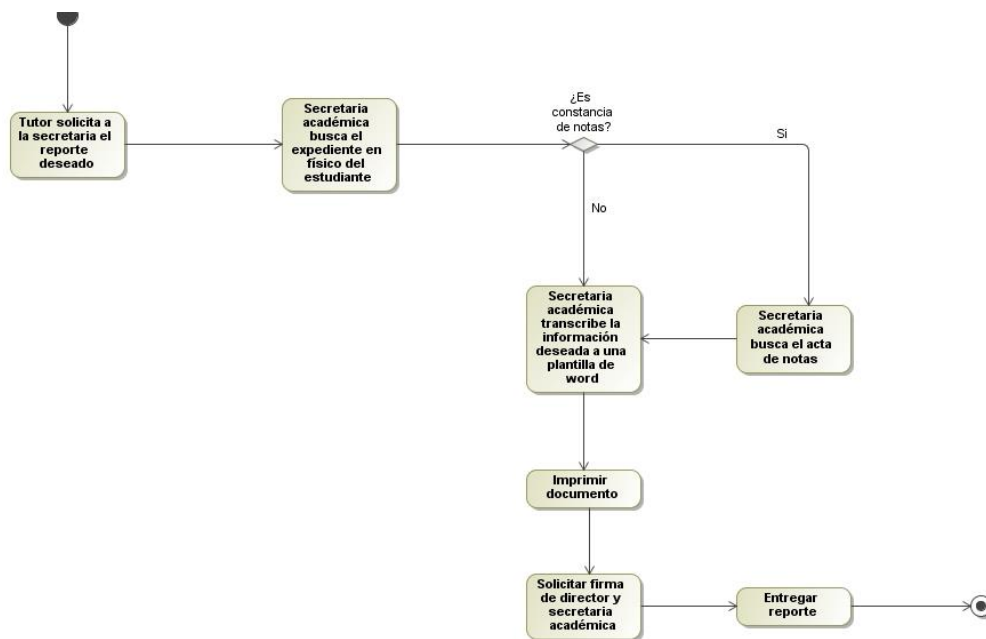 Tutor solicita a
la secretaria el
reporte
deseado
Secretaria
académica
busca el
expediente en
físico del
estudiante
¿Es
constancia
de notas?
Si
No
Secretaria
académica
transcribe la
información
deseada a una
plantilla de
word
Secretaria
académica
busca el acta
de notas
Imprimir
documento
Solicitar firma
de director y
secretaria
académica
Entregar
reporte